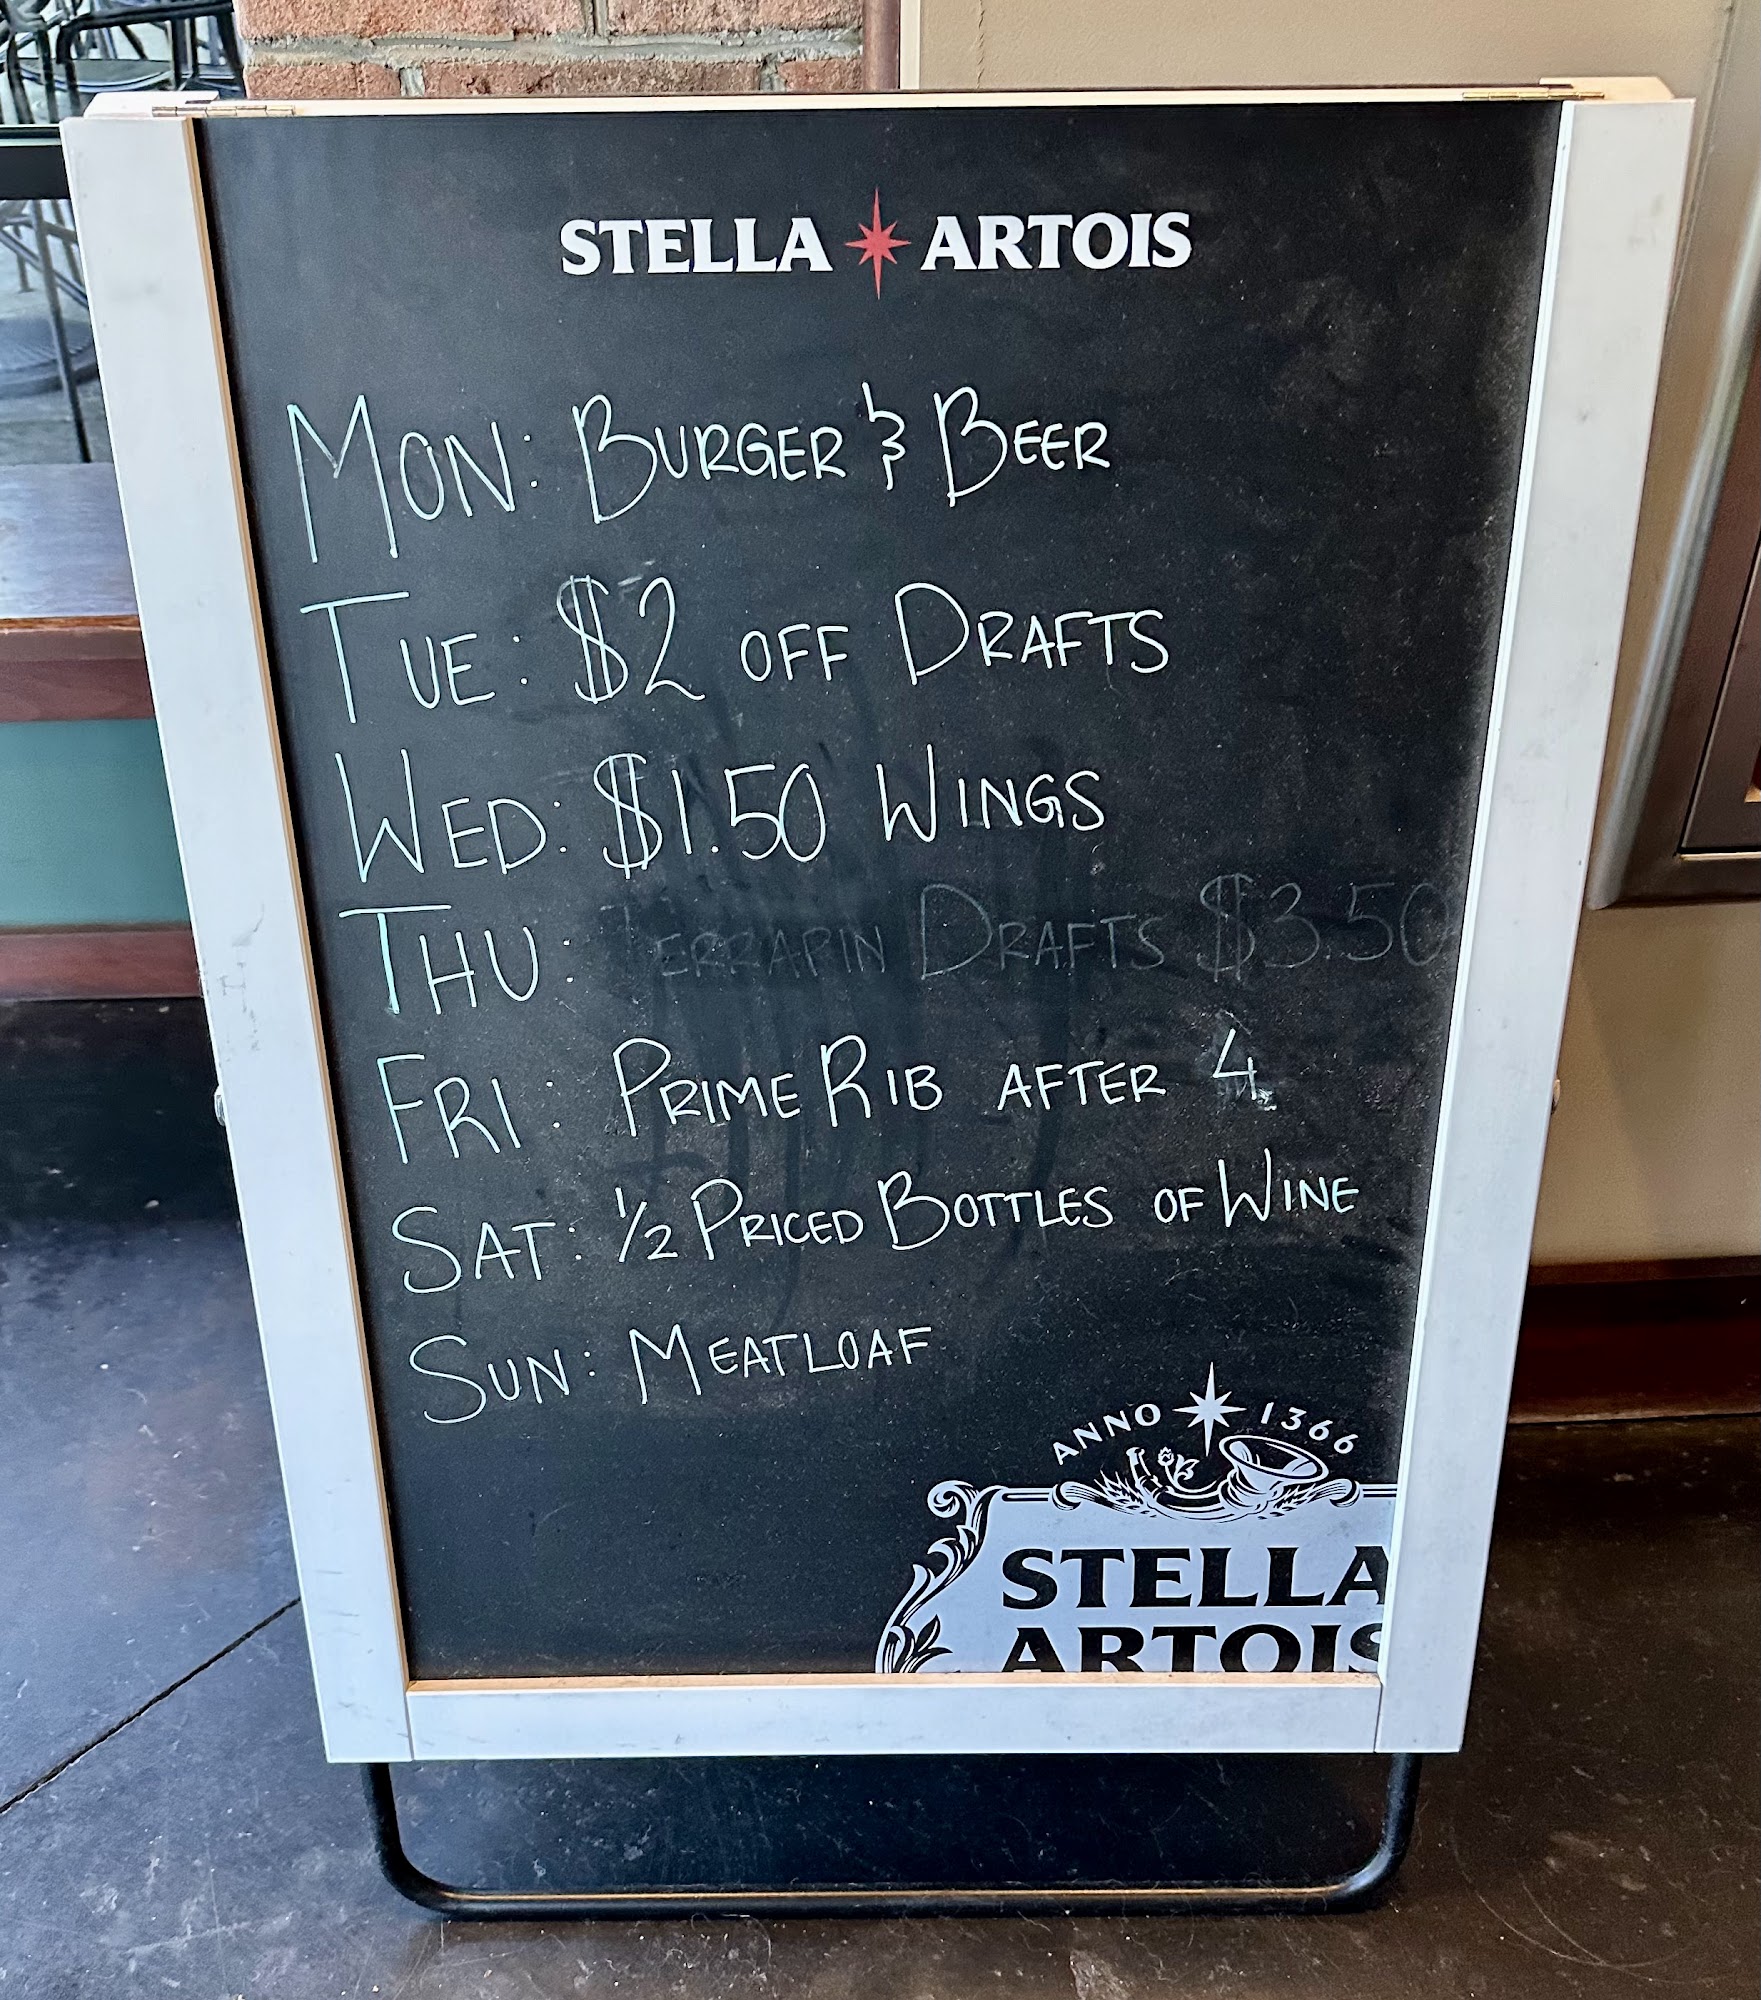 STELLA ARTOIS
MON: BURGER & BEER
TUE: $2 OFF DRAFTS
WED: $1.50 WINGS
THU: TERRAPIN DRAFTS $3.50
FRI: PRIME RIB AFTER 4
SAT: 1/2 PRICED BOTTLES OF WINE
SUN: MEATLOAF
ANNO 1366
STELLA
ARTOIS